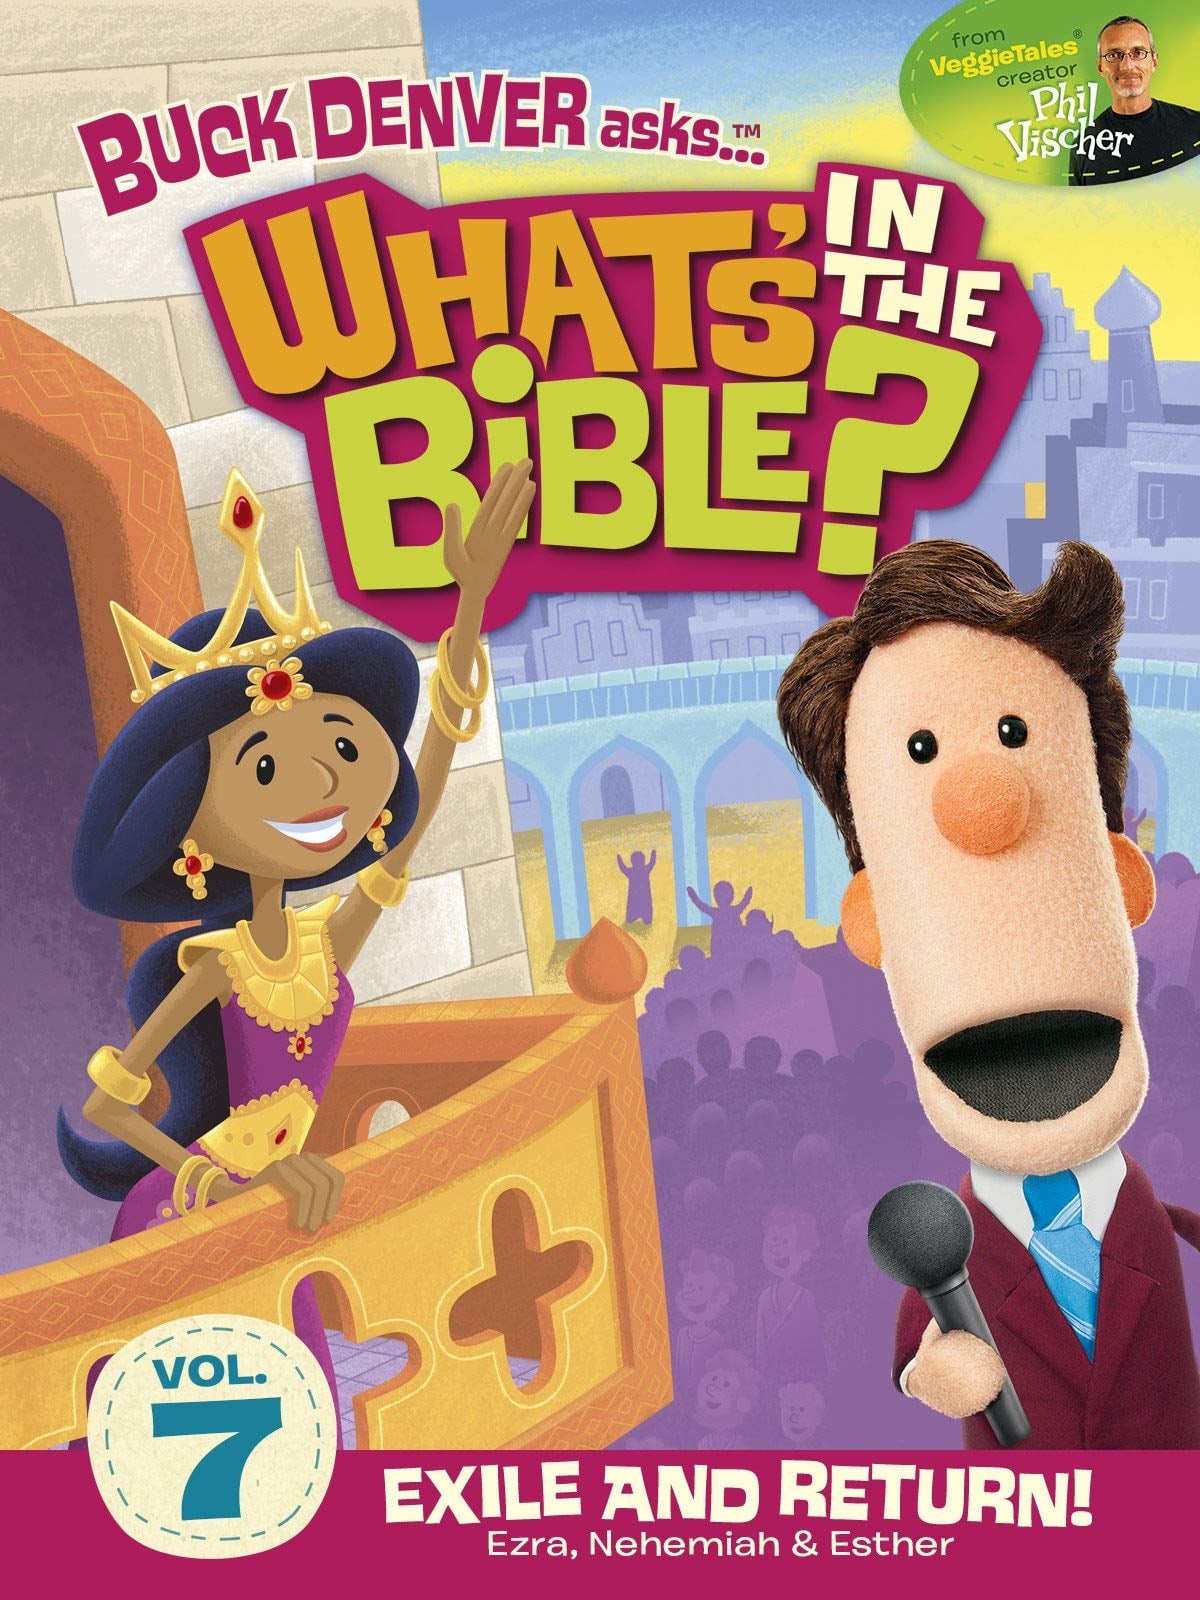 from
VeggieTales®
creator
Phil
Vischer
BUCK DENVER asks...™
WHAT'S IN
THE
BiBLE?
VOL.
7
EXILE AND RETURN!
Ezra, Nehemiah & Esther